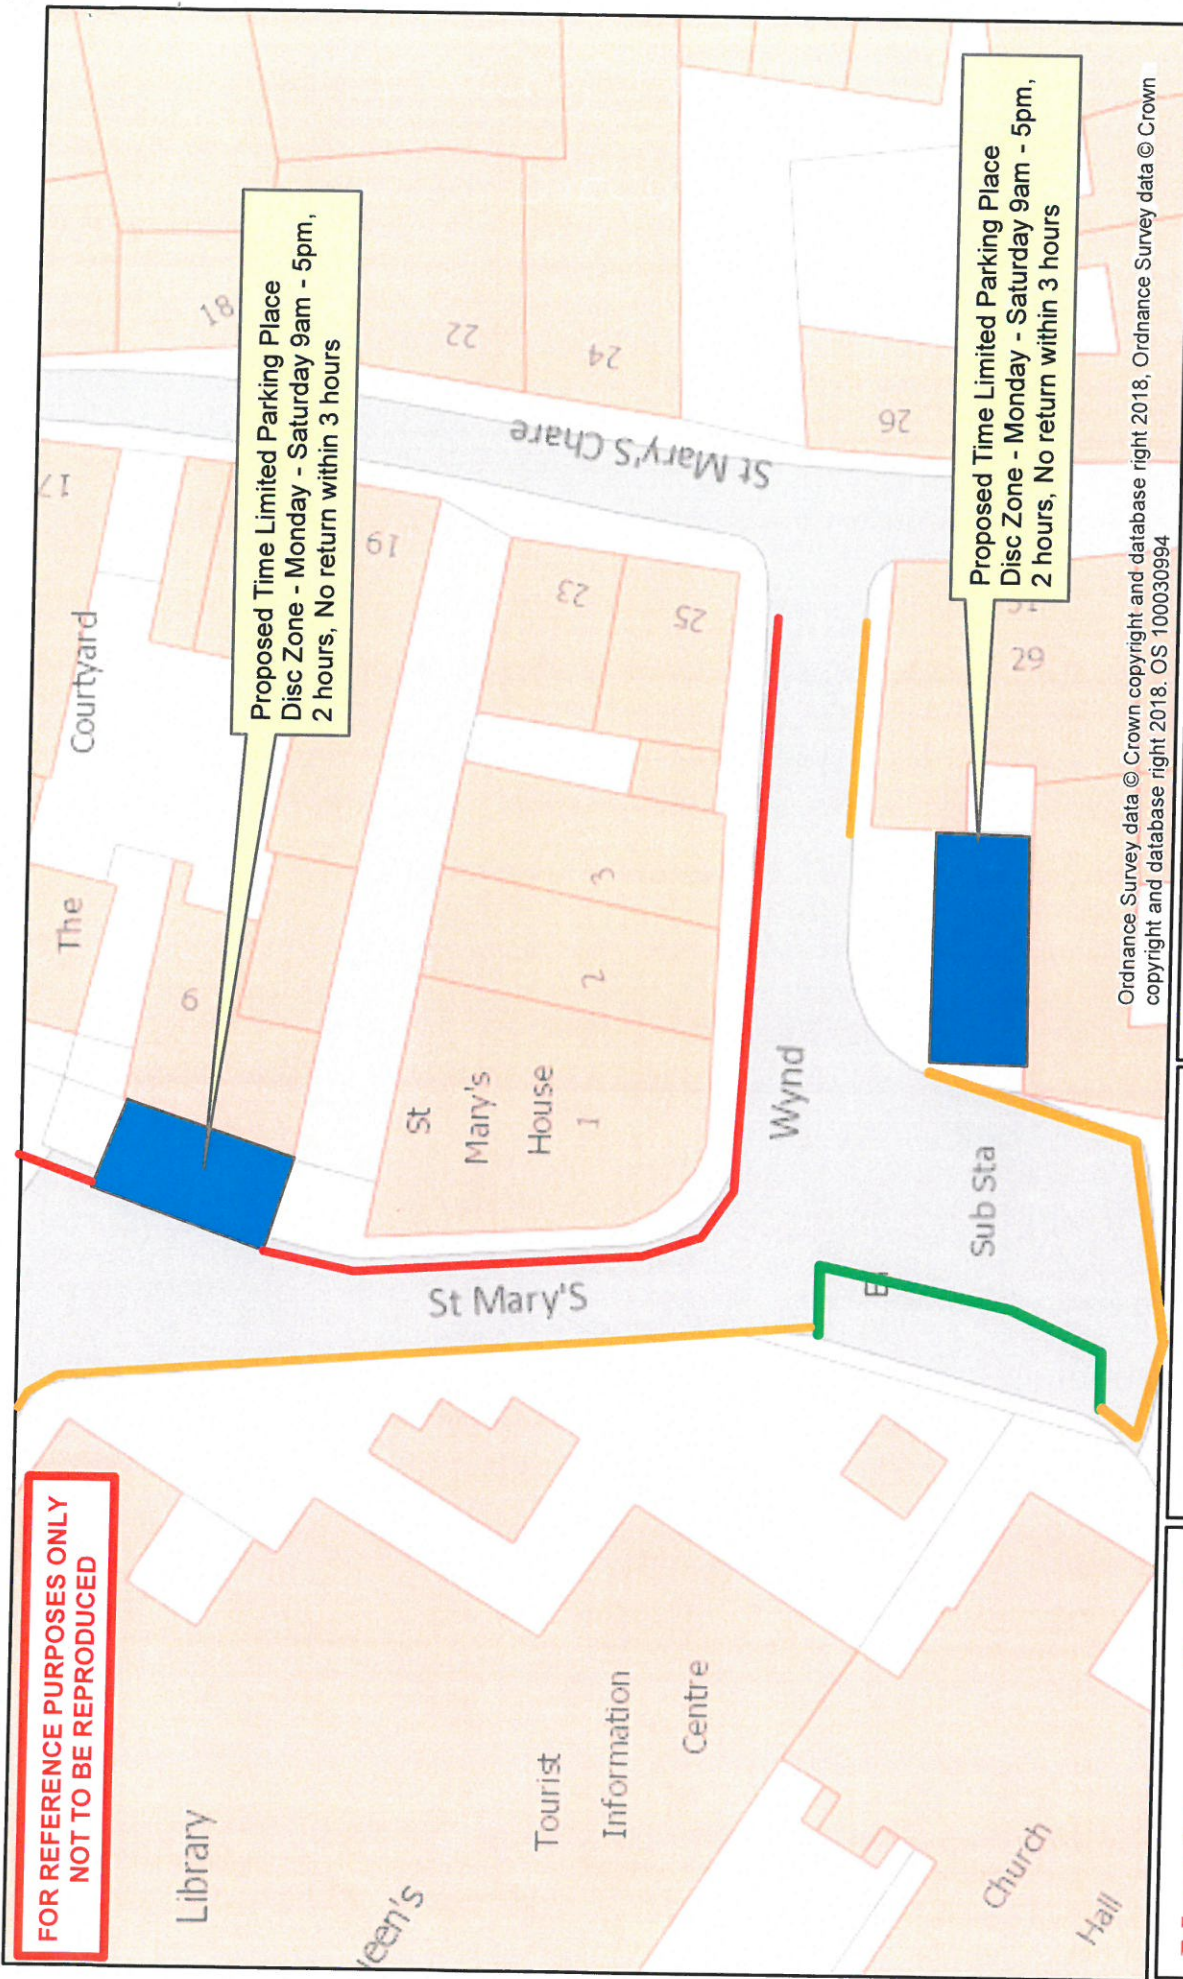 FOR REFERENCE PURPOSES ONLY
NOT TO BE REPRODUCED
Library
Tourist
Information
Centre
Church
Hall
The
Courtyard
17
18
9
19
22
24
26
23
25
3
2
1
St
Mary's
House
St Mary'S
Wynd
St Mary'S Chare
Sub Sta
29
Proposed Time Limited Parking Place
Disc Zone - Monday - Saturday 9am - 5pm,
2 hours, No return within 3 hours
Proposed Time Limited Parking Place
Disc Zone - Monday - Saturday 9am - 5pm,
2 hours, No return within 3 hours
Ordnance Survey data © Crown copyright and database right 2018, Ordnance Survey data © Crown
copyright and database right 2018. OS 100030994